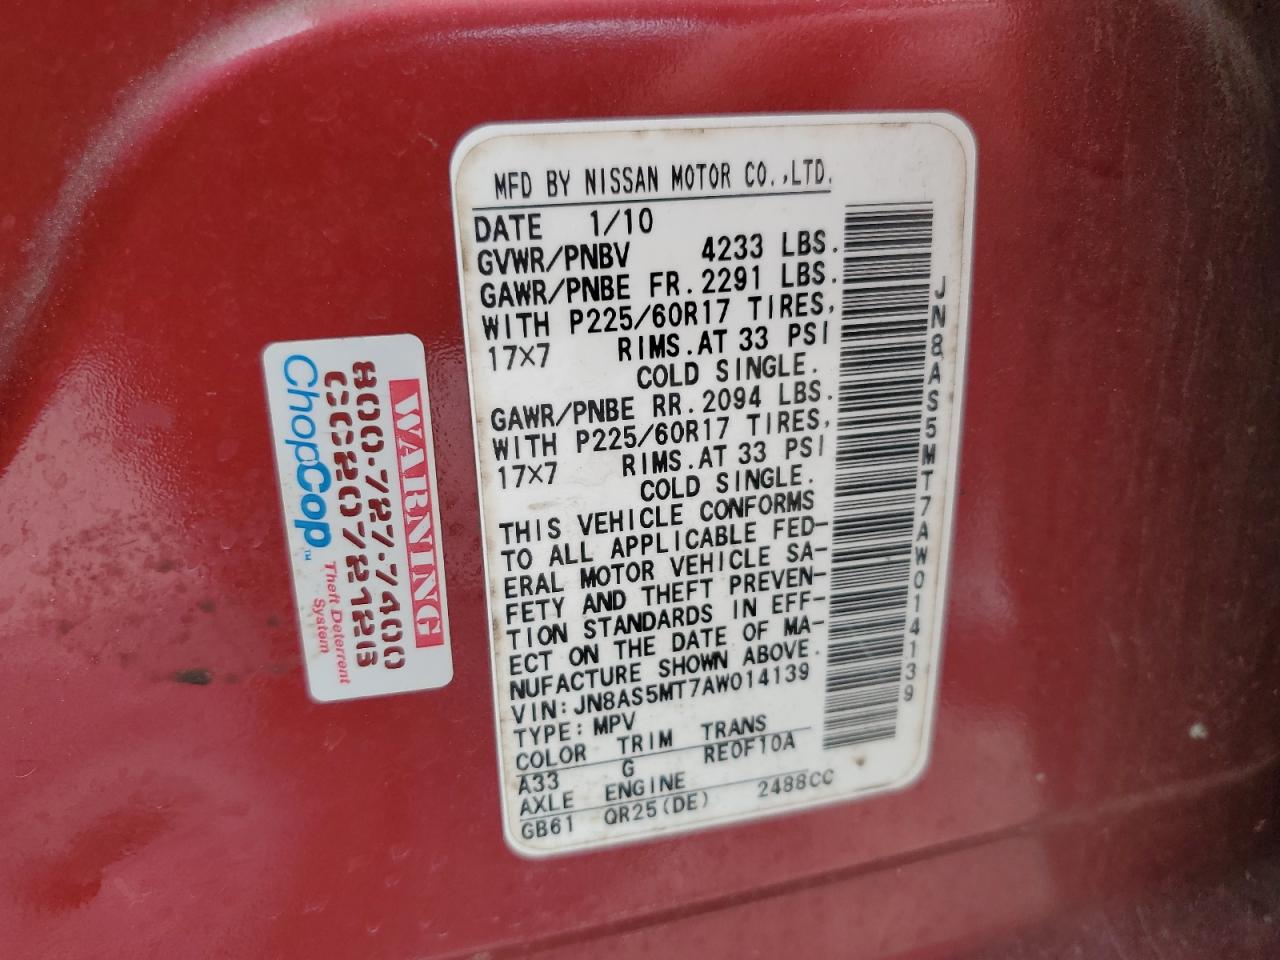 MFD BY NISSAN MOTOR CO.,LTD.
DATE 1/10
GVWR/PNBV 4233 LBS.
GAWR/PNBE FR.2291 LBS.
WITH P225/60R17 TIRES,
17×7 RIMS.AT 33 PSI
COLD SINGLE.
GAWR/PNBE RR.2094 LBS.
WITH P225/60R17 TIRES,
17×7 RIMS.AT 33 PSI
COLD SINGLE.
THIS VEHICLE CONFORMS
TO ALL APPLICABLE FED-
ERAL MOTOR VEHICLE SA-
FETY AND THEFT PREVEN-
TION STANDARDS IN EFF-
ECT ON THE DATE OF MA-
NUFACTURE SHOWN ABOVE.
VIN:JN8AS5MT7AW014139
TYPE:MPV
COLOR TRIM TRANS
A33 G RE0F10A
AXLE ENGINE
GB61 QR25(DE) 2488CC
JN8AS5MT7AW014139
WARNING
800.727.7400
CC207212B
ChopCop™
Theft Deterrent
System